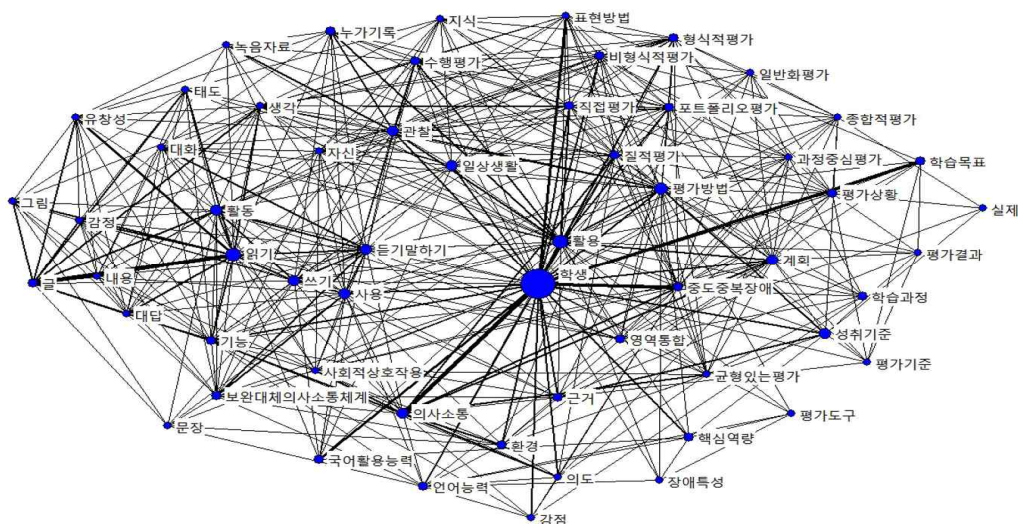 지식
표현방법
누가기록
녹음자료
형식적평가
수행평가
비형식적평가
일반화평가
태도
생각
직접평가
포트폴리오평가
유창성
종합적평가
관찰
대화
자신
일상생활
질적평가
과정중심평가
학습목표
평가방법
평가상황
그림
감정
활동
실제
읽기
듣기말하기
활용
평가결과
계획
글
내용
쓰기
사용
학생
중도중복장애
학습과정
대답
기능
영역통합
성취기준
사회적상호작용
균형있는평가
평가기준
보완대체의사소통체계
의사소통
근거
평가도구
문장
환경
핵심역량
국어활용능력
언어능력
의도
장애특성
강점